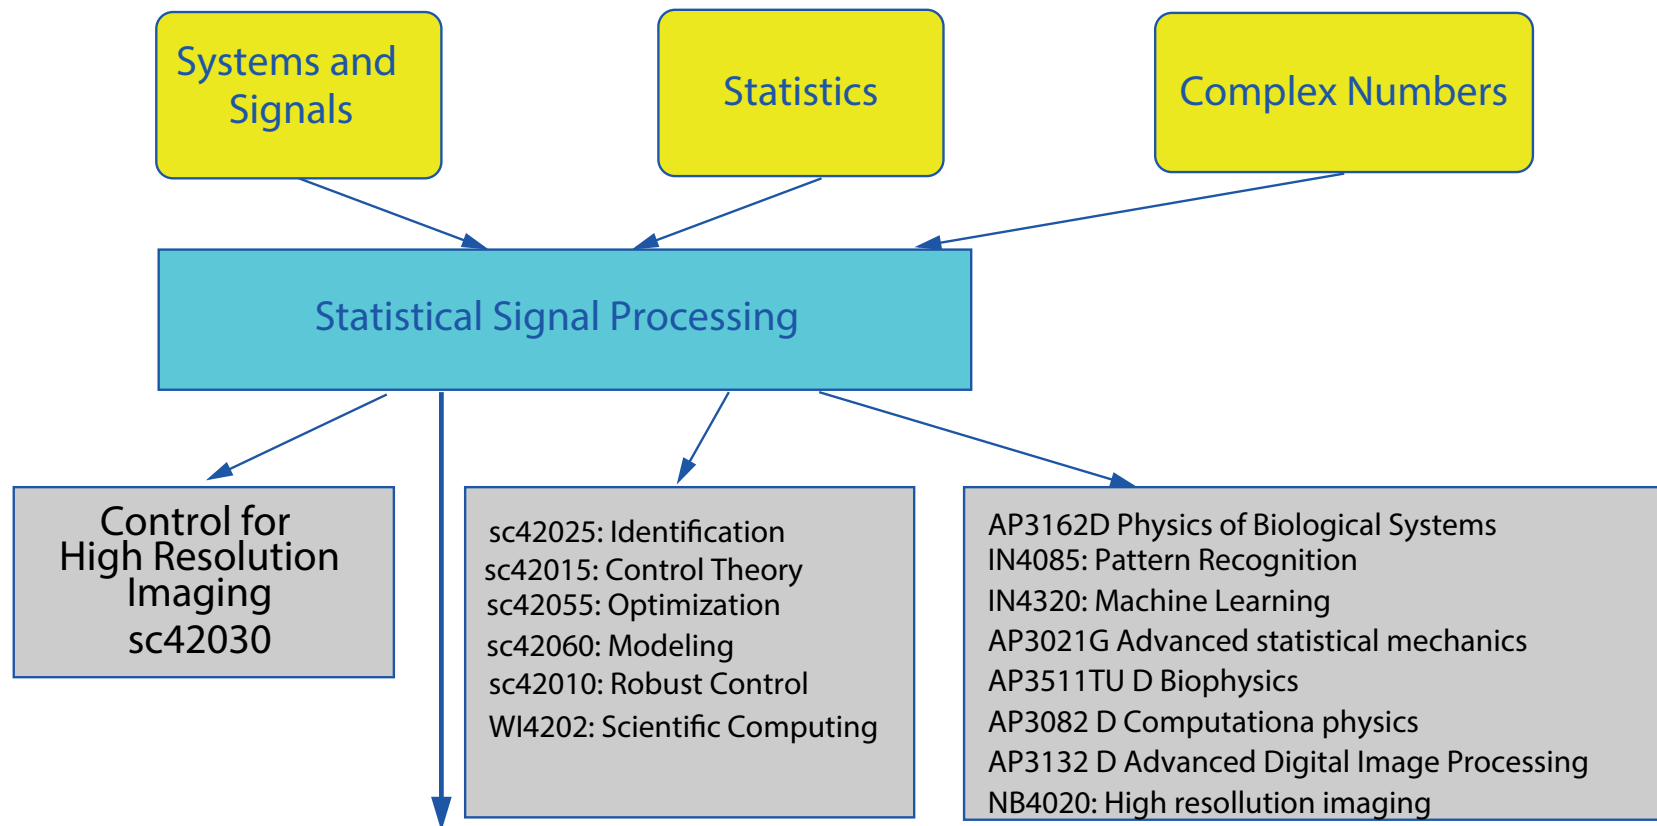 Systems and
Signals
Statistics
Complex Numbers
Statistical Signal Processing
Control for
High Resolution
Imaging
sc42030
sc42025: Identification
sc42015: Control Theory
sc42055: Optimization
sc42060: Modeling
sc42010: Robust Control
WI4202: Scientific Computing
AP3162D Physics of Biological Systems
IN4085: Pattern Recognition
IN4320: Machine Learning
AP3021G Advanced statistical mechanics
AP3511TU D Biophysics
AP3082 D Computationa physics
AP3132 D Advanced Digital Image Processing
NB4020: High resollution imaging